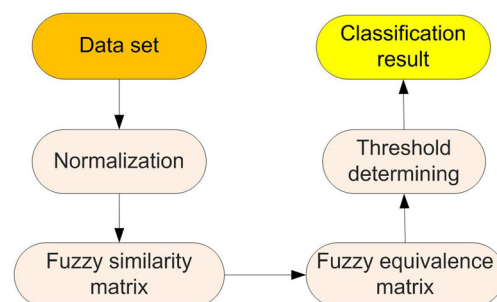 Data set
Normalization
Fuzzy similarity
matrix
Fuzzy equivalence
matrix
Threshold
determining
Classification
result